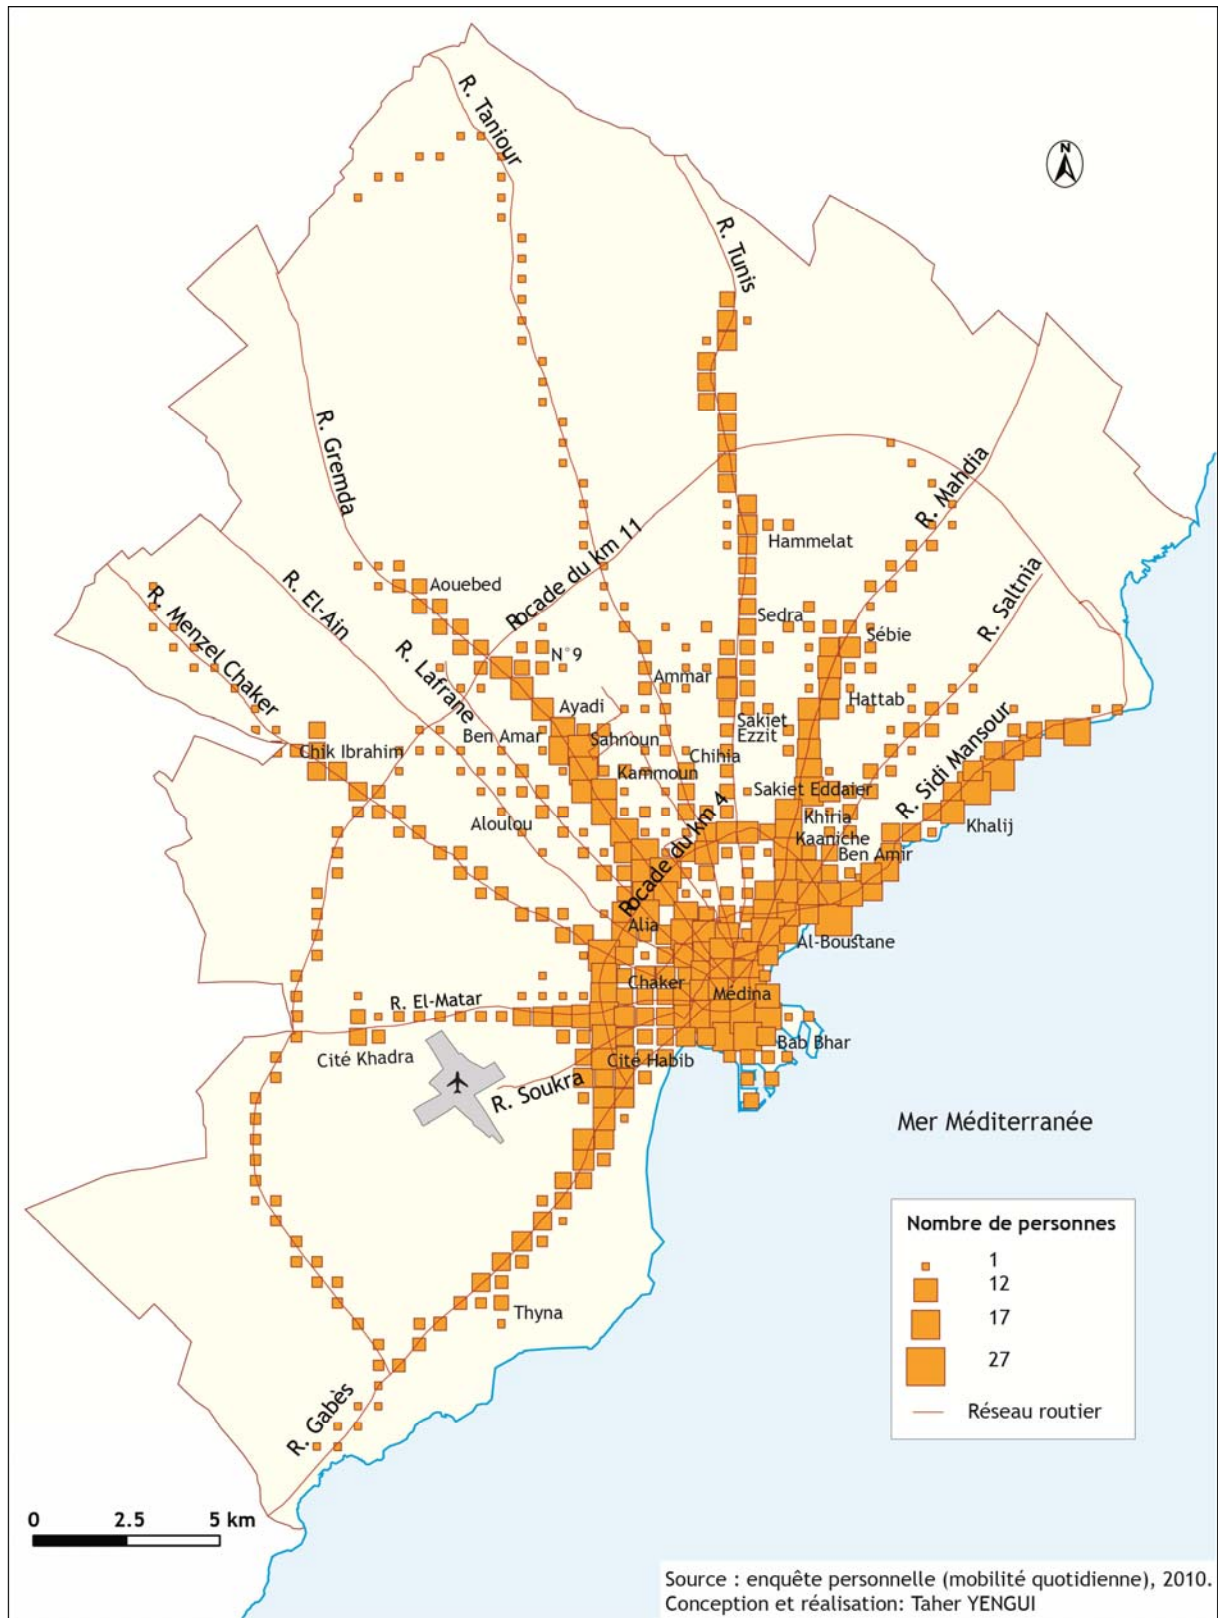 R. Taniour
N
R. Tunis
R. Gremda
R. Mahdia
Rocade du km 11
Hammelat
R. Saltnia
Aouebed
R. El-Ain
R. Menzel Chaker
Sedra
Sébie
R. Lafrane
N°9
Ammar
Hattab
Ayadi
Sakiet
Ezzit
Ben Amar
Sahnoun
Chik Ibrahim
R. Sidi Mansour
Chihia
Kammoun
Sakiet Eddaier
Rocade du km 4
Khiria
Aloulou
Khalij
Kaaniche
Ben Amir
Alia
Al-Boustane
Chaker
Médina
R. El-Matar
Bab Bhar
Cité Khadra
Cité Habib
R. Soukra
Mer Méditerranée
Nombre de personnes
1
12
17
27
Réseau routier
Thyna
R. Gabès
0 2.5 5 km
Source : enquête personnelle (mobilité quotidienne), 2010.
Conception et réalisation: Taher YENGUI